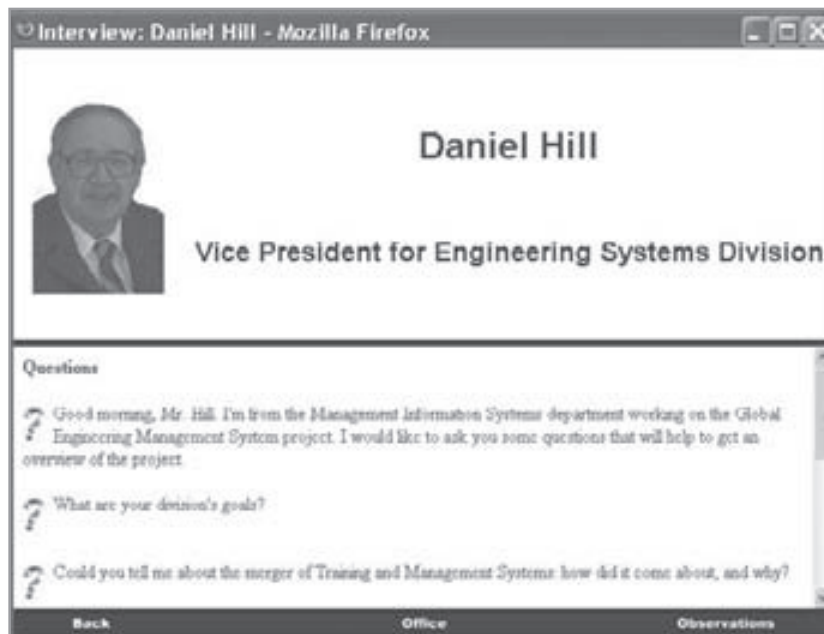 Interview: Daniel Hill - Mozilla Firefox
Daniel Hill
Vice President for Engineering Systems Division
Questions
Good morning, Mr. Hill. I'm from the Management Information Systems department working on the Global
Engineering Management System project. I would like to ask you some questions that will help to get an
overview of the project.
What are your division's goals?
Could you tell me about the merger of Training and Management Systems: how did it come about, and why?
Back Office Observations